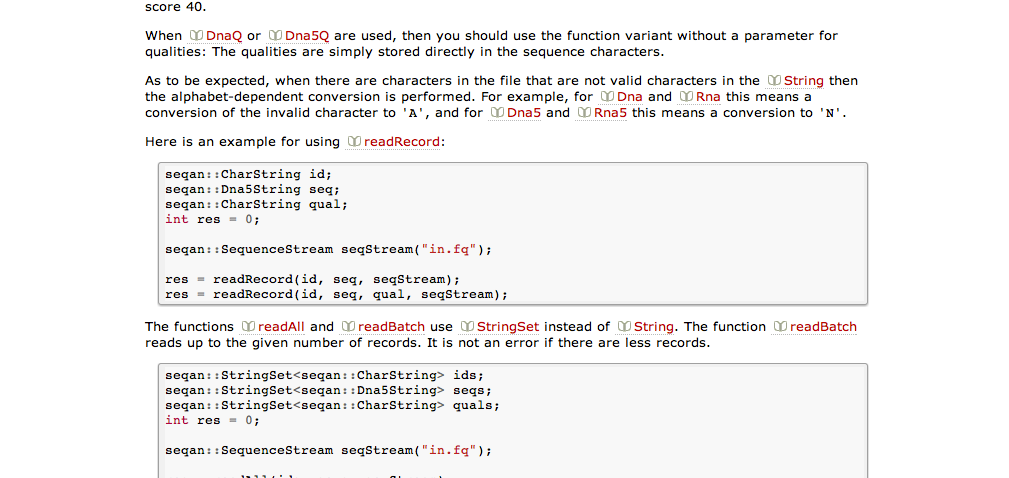 score 40.
When DnaQ or Dna5Q are used, then you should use the function variant without a parameter for
qualities: The qualities are simply stored directly in the sequence characters.
As to be expected, when there are characters in the file that are not valid characters in the String then
the alphabet-dependent conversion is performed. For example, for Dna and Rna this means a
conversion of the invalid character to 'A', and for Dna5 and Rna5 this means a conversion to 'N'.
Here is an example for using readRecord:
seqan::CharString id;
seqan::Dna5String seq;
seqan::CharString qual;
int res = 0;
seqan::SequenceStream seqStream("in.fq");
res = readRecord(id, seq, seqStream);
res = readRecord(id, seq, qual, seqStream);
The functions readAll and readBatch use StringSet instead of String. The function readBatch
reads up to the given number of records. It is not an error if there are less records.
seqan::StringSet<seqan::CharString> ids;
seqan::StringSet<seqan::Dna5String> seqs;
seqan::StringSet<seqan::CharString> quals;
int res = 0;
seqan::SequenceStream seqStream("in.fq");